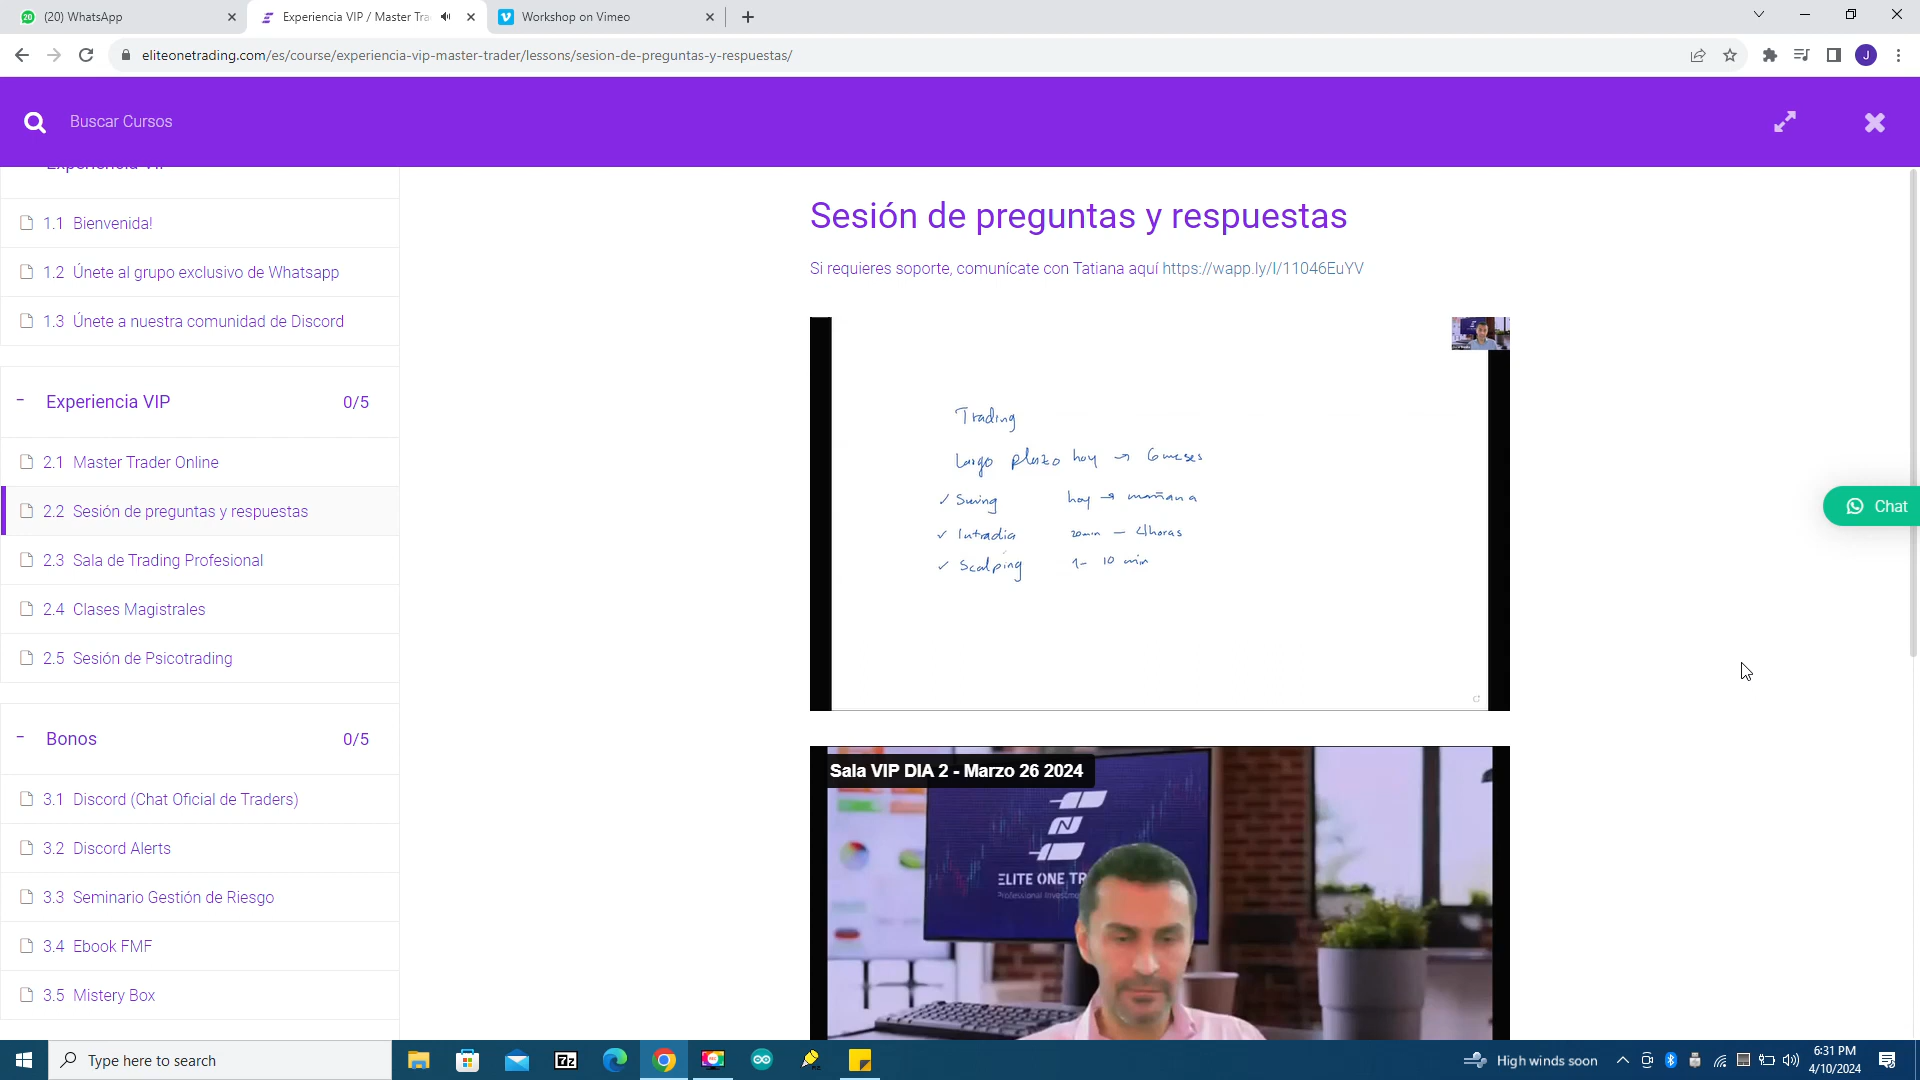 (20) WhatsApp
Experiencia VIP / Master Tra
Workshop on Vimeo
eliteonetrading.com/es/course/experiencia-vip-master-trader/lessons/sesion-de-preguntas-y-respuestas/
J
Buscar Cursos
Experiencia VIP
1.1 Bienvenida!
1.2 Únete al grupo exclusivo de Whatsapp
1.3 Únete a nuestra comunidad de Discord
- Experiencia VIP 0/5
2.1 Master Trader Online
2.2 Sesión de preguntas y respuestas
2.3 Sala de Trading Profesional
2.4 Clases Magistrales
2.5 Sesión de Psicotrading
- Bonos 0/5
3.1 Discord (Chat Oficial de Traders)
3.2 Discord Alerts
3.3 Seminario Gestión de Riesgo
3.4 Ebook FMF
3.5 Mistery Box
Sesión de preguntas y respuestas
Si requieres soporte, comunícate con Tatiana aquí https://wapp.ly/l/11046EuYV
Trading
Largo plazo hoy → 6 meses
✓ Swing hoy → mañana
✓ Intradia 20min – 4horas
✓ Scalping 1- 10 min
Sala VIP DIA 2 - Marzo 26 2024
ELITE ONE TR
Professional Investme
Chat
Type here to search
7z
High winds soon
6:31 PM
4/10/2024